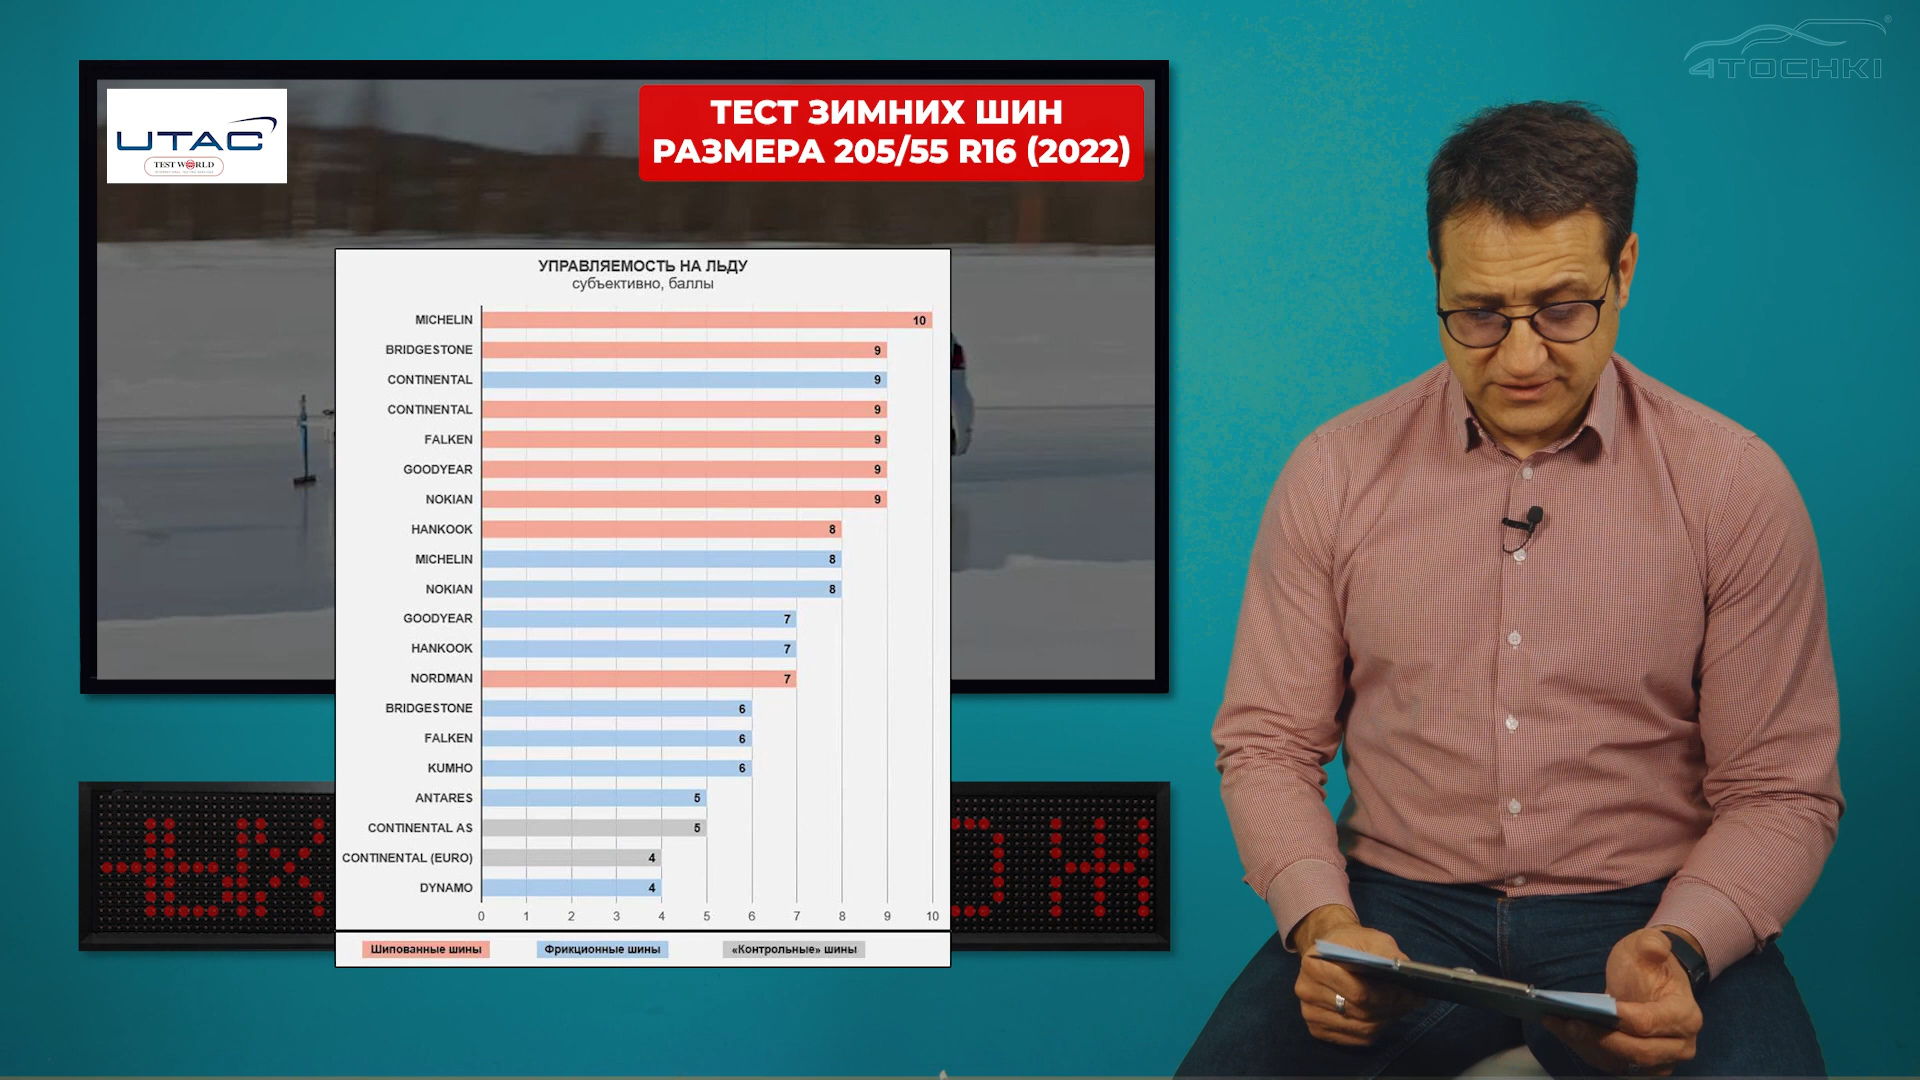 4TOCHKI
UTAC
TEST WORLD
ТЕСТ ЗИМНИХ ШИН
РАЗМЕРА 205/55 R16 (2022)
УПРАВЛЯЕМОСТЬ НА ЛЬДУ
субъективно, баллы
MICHELIN 10
BRIDGESTONE 9
CONTINENTAL 9
CONTINENTAL 9
FALKEN 9
GOODYEAR 9
NOKIAN 9
HANKOOK 8
MICHELIN 8
NOKIAN 8
GOODYEAR 7
HANKOOK 7
NORDMAN 7
BRIDGESTONE 6
FALKEN 6
KUMHO 6
ANTARES 5
CONTINENTAL AS 5
CONTINENTAL (EURO) 4
DYNAMO 4
0 1 2 3 4 5 6 7 8 9 10
Шипованные шины Фрикционные шины «Контрольные» шины